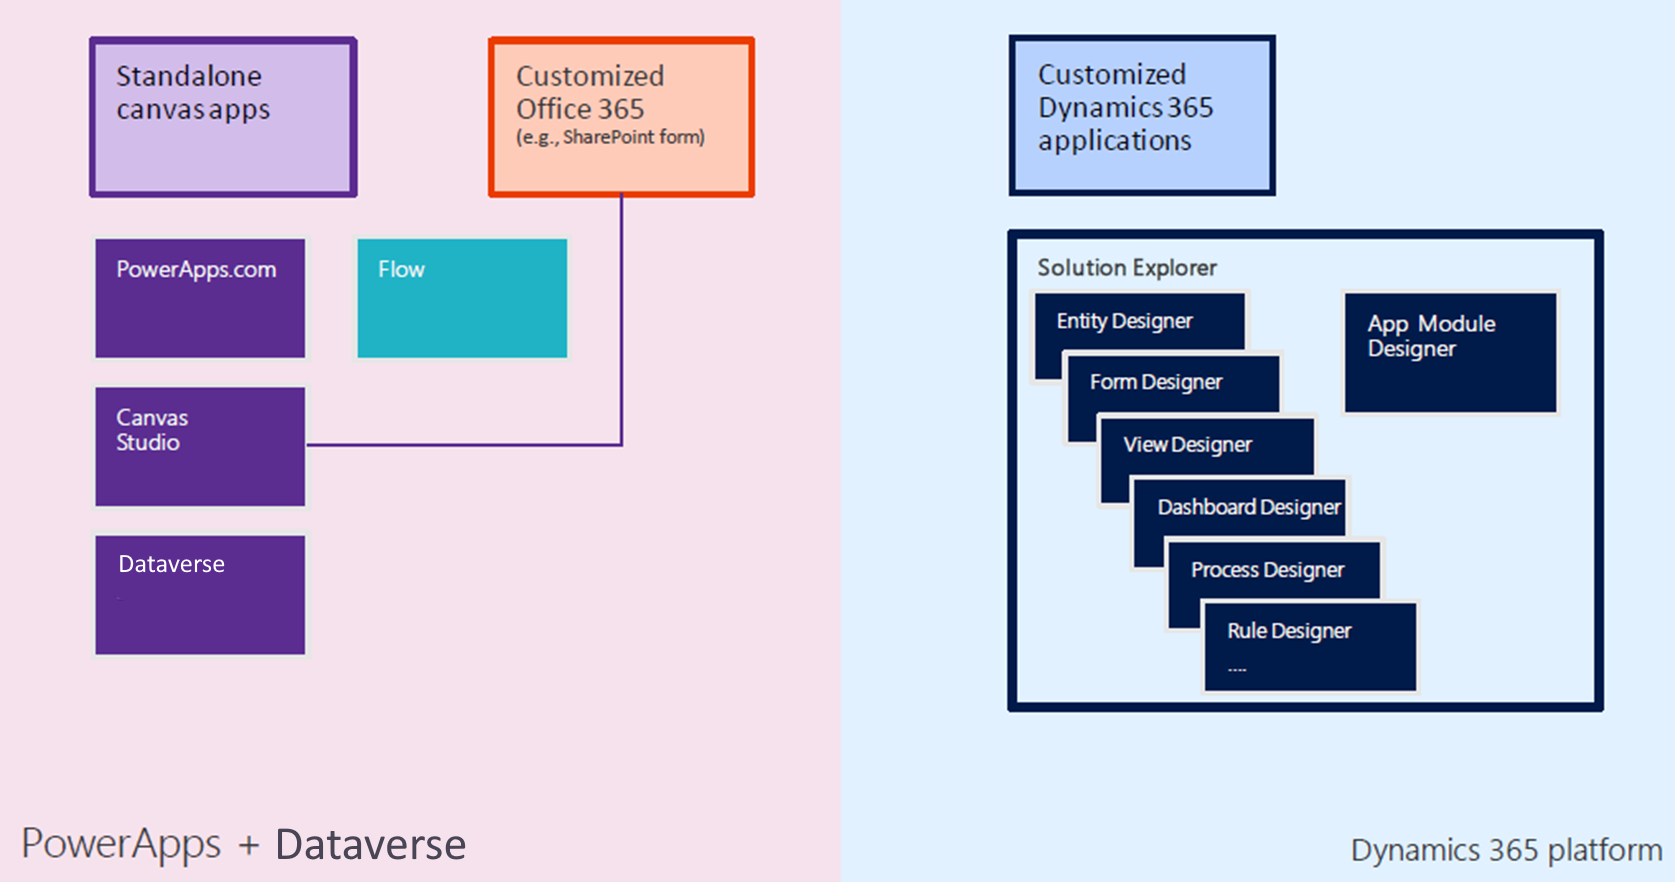 Standalone
canvas apps
Customized
Office 365
(e.g., SharePoint form)
PowerApps.com
Flow
Canvas
Studio
Dataverse
PowerApps + Dataverse
Customized
Dynamics 365
applications
Solution Explorer
Entity Designer
Form Designer
View Designer
Dashboard Designer
Process Designer
Rule Designer
....
App Module
Designer
Dynamics 365 platform